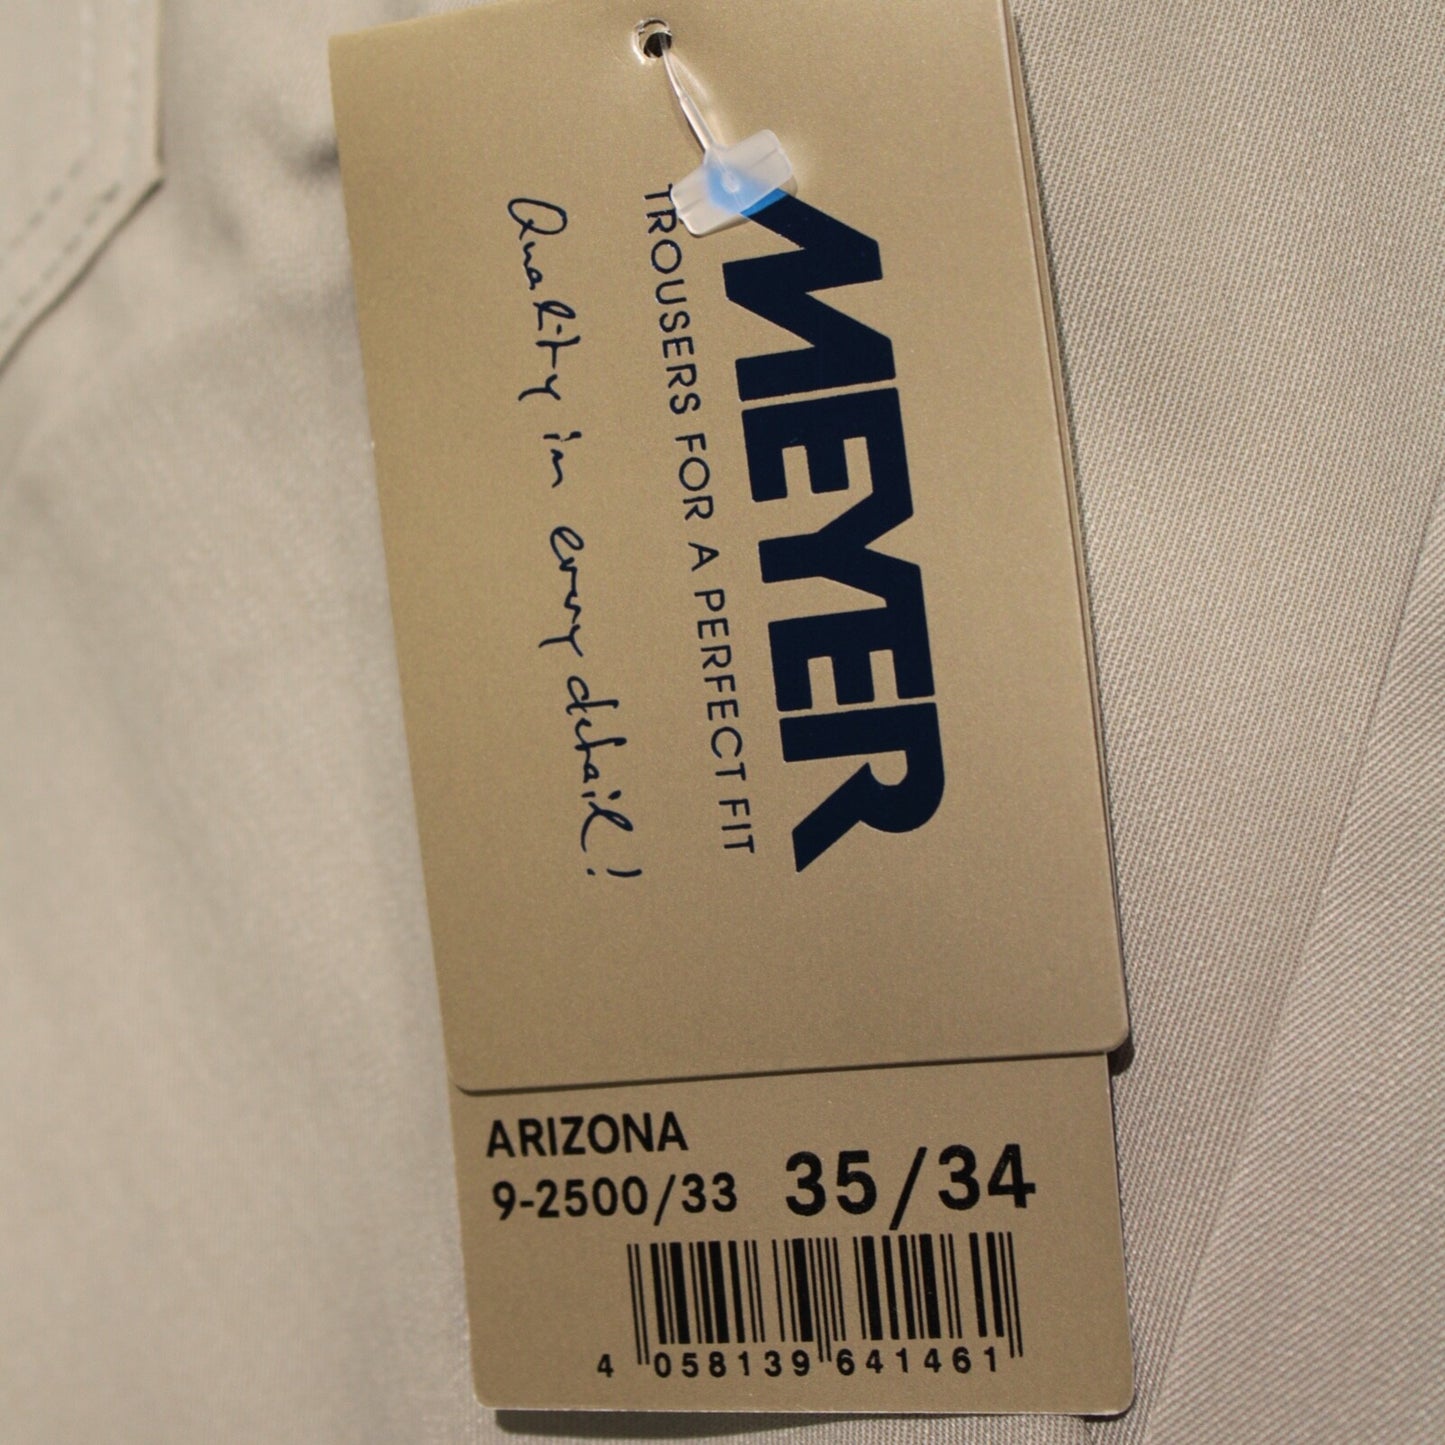 MEYER
TROUSERS FOR A PERFECT FIT
Quality in every detail!
ARIZONA
9-2500/33 35/34
4 058139 641461